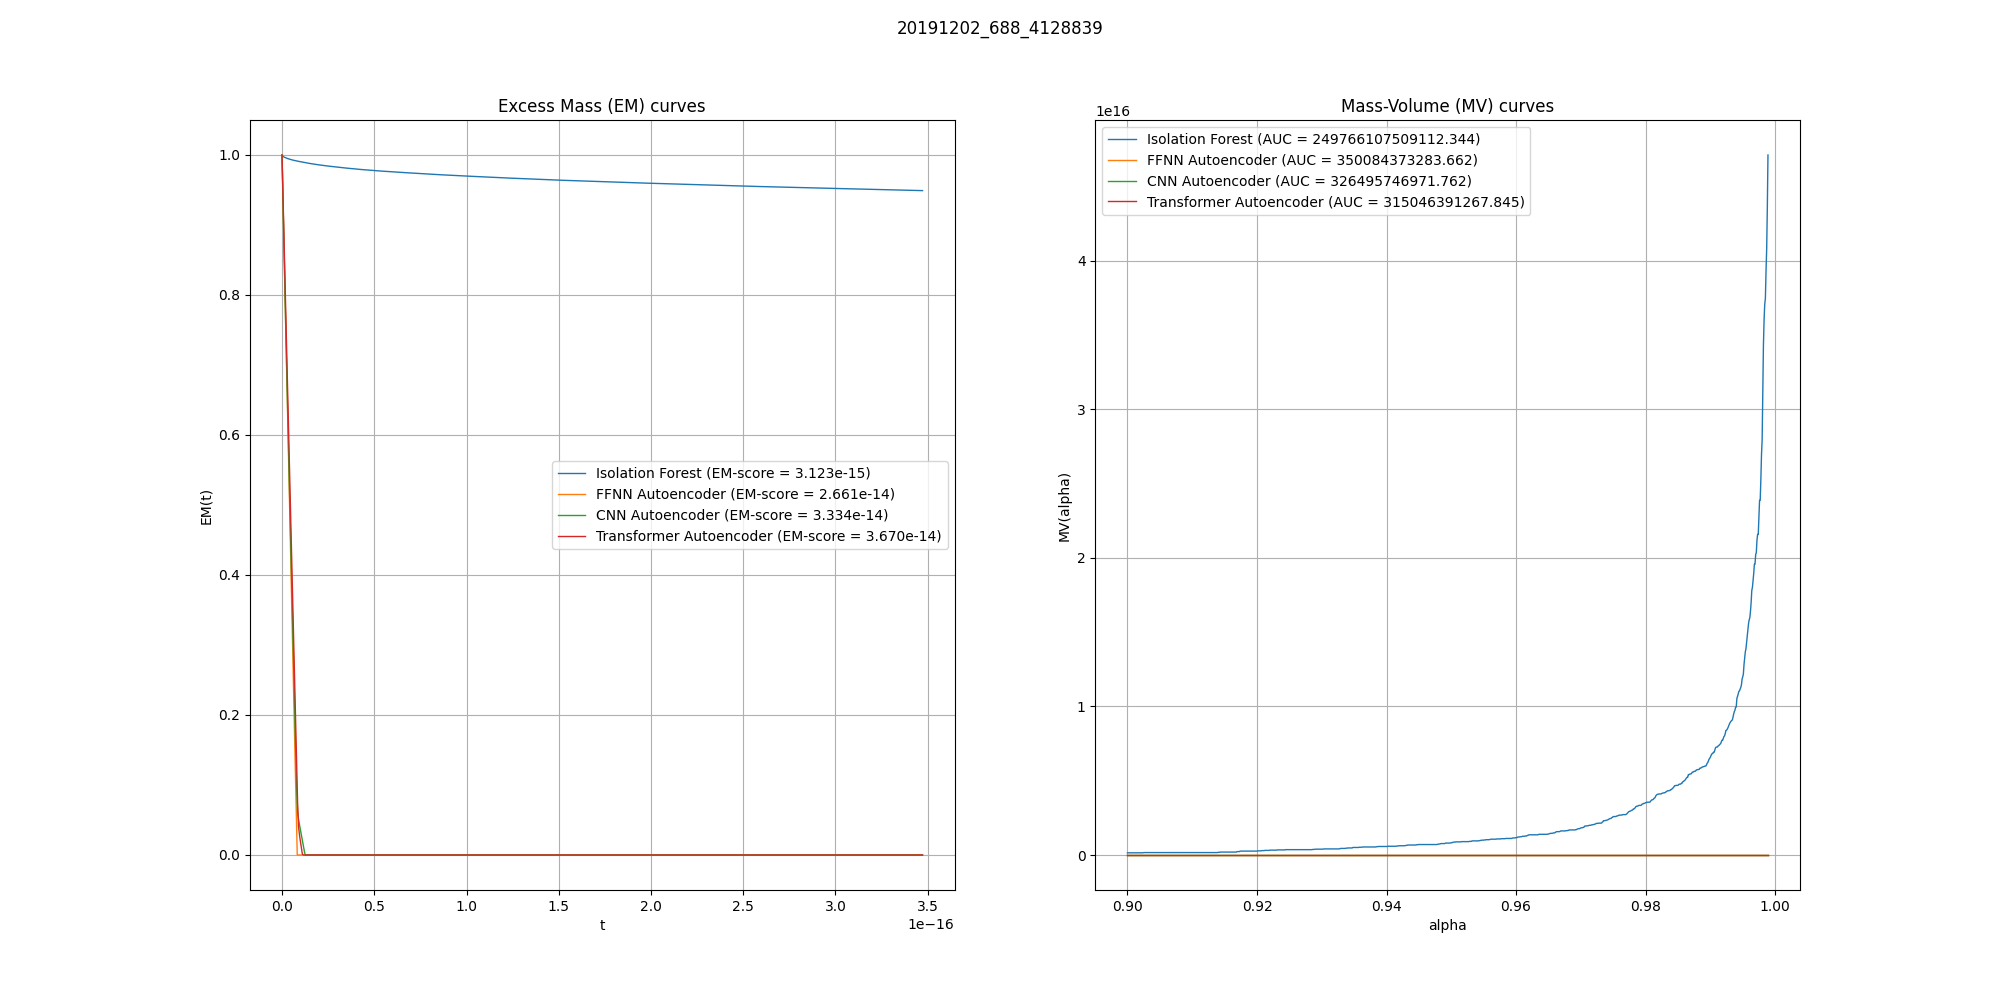 20191202_688_4128839
Excess Mass (EM) curves
1.0
0.8
0.6
0.4
0.2
0.0
EM(t)
Isolation Forest (EM-score = 3.123e-15)
FFNN Autoencoder (EM-score = 2.661e-14)
CNN Autoencoder (EM-score = 3.334e-14)
Transformer Autoencoder (EM-score = 3.670e-14)
0.0 0.5 1.0 1.5 2.0 2.5 3.0 3.5
1e−16
t
Mass-Volume (MV) curves
1e16
Isolation Forest (AUC = 249766107509112.344)
FFNN Autoencoder (AUC = 350084373283.662)
CNN Autoencoder (AUC = 326495746971.762)
Transformer Autoencoder (AUC = 315046391267.845)
4
3
2
1
0
MV(alpha)
0.90 0.92 0.94 0.96 0.98 1.00
alpha